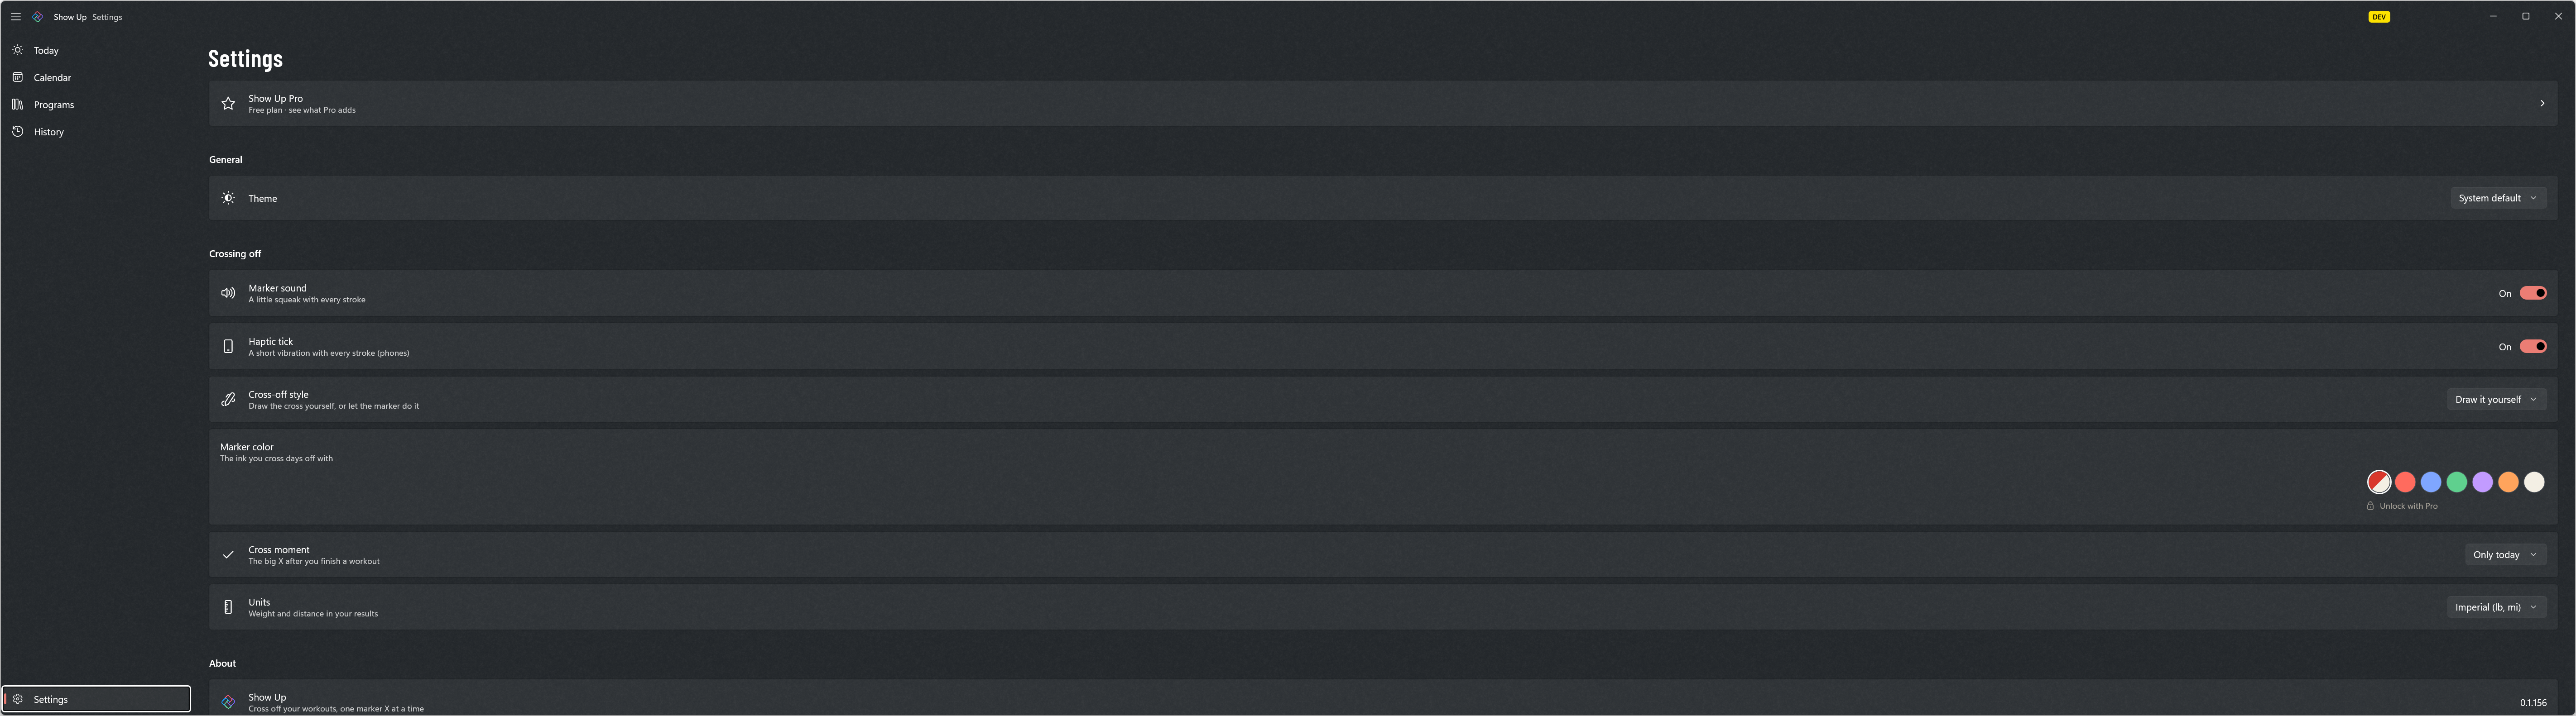 Show Up Settings
DEV
Today
Calendar
Programs
History
Settings
Settings
Show Up Pro
Free plan · see what Pro adds
General
Theme
System default
Crossing off
Marker sound
A little squeak with every stroke
On
Haptic tick
A short vibration with every stroke (phones)
On
Cross-off style
Draw the cross yourself, or let the marker do it
Draw it yourself
Marker color
The ink you cross days off with
Unlock with Pro
Cross moment
The big X after you finish a workout
Only today
Units
Weight and distance in your results
Imperial (lb, mi)
About
Show Up
Cross off your workouts, one marker X at a time
0.1.156